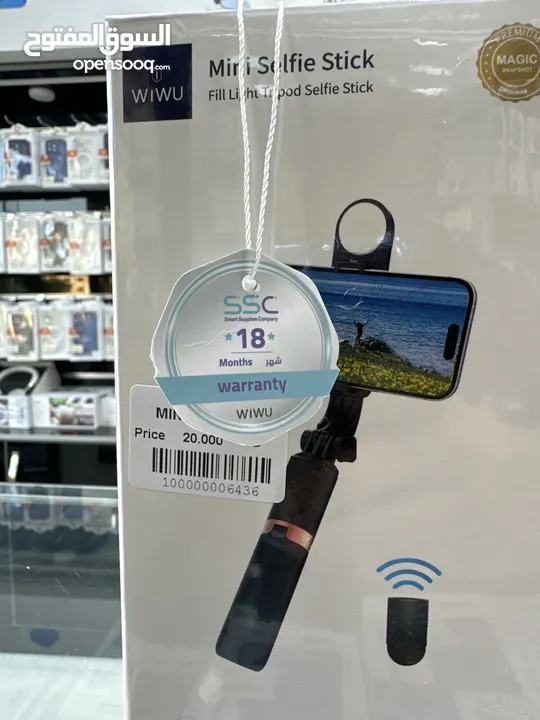 السوق المفتوح
opensooq.com
WiWU
Mini Selfie Stick
Fill Light Tripod Selfie Stick
PREMIUM
MAGIC
SNAPSHOT
SSC
Smart Supplies Company
18
Months شهر
warranty
WiWU
Price 20.000
100000006436